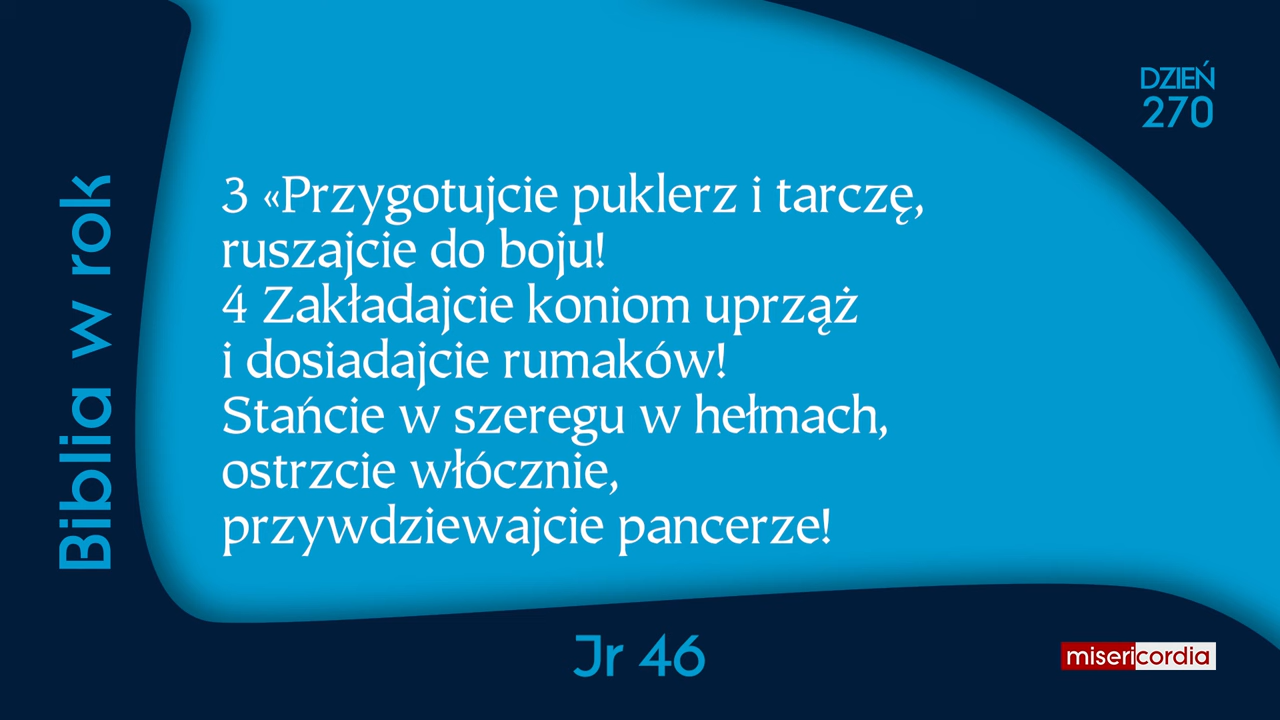 DZIEŃ
270
Biblia w rok
3 «Przygotujcie puklerz i tarczę,
ruszajcie do boju!
4 Zakładajcie koniom uprząż
i dosiadajcie rumaków!
Stańcie w szeregu w hełmach,
ostrzcie włócznie,
przywdziewajcie pancerze!
Jr 46
misericordia